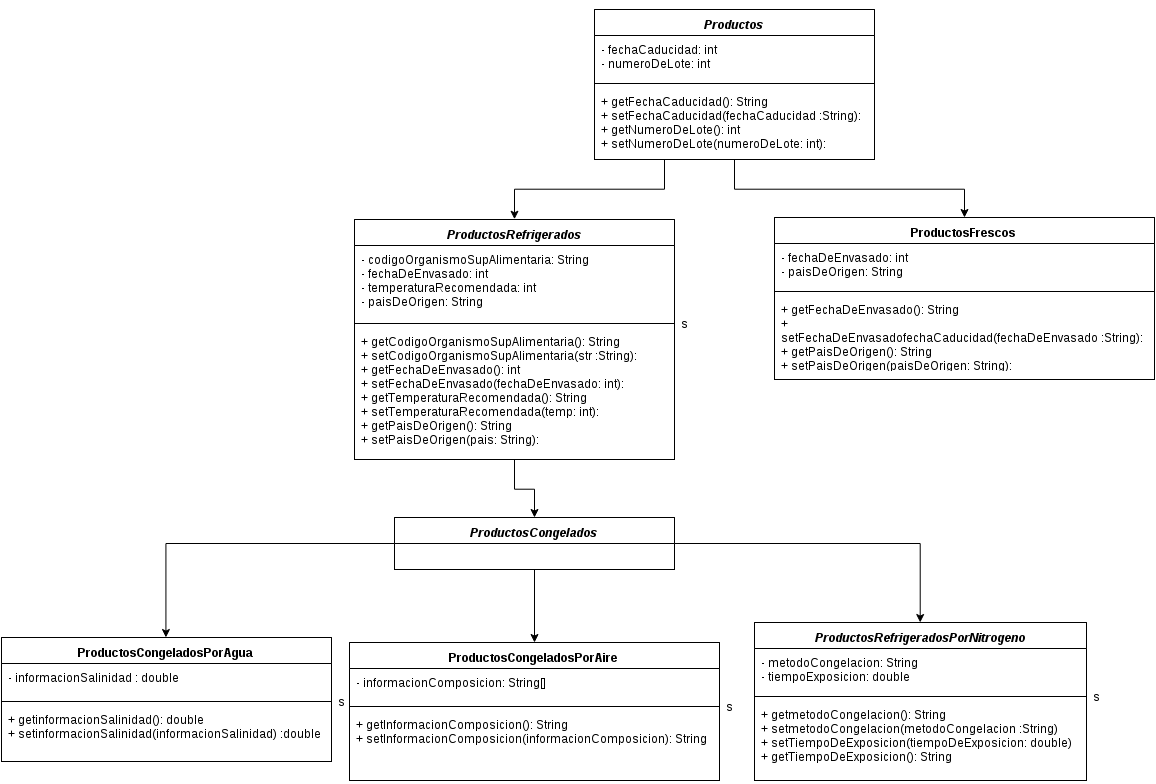 Productos
- fechaCaducidad: int
- numeroDeLote: int
+ getFechaCaducidad(): String
+ setFechaCaducidad(fechaCaducidad :String):
+ getNumeroDeLote(): int
+ setNumeroDeLote(numeroDeLote: int):
ProductosRefrigerados
- codigoOrganismoSupAlimentaria: String
- fechaDeEnvasado: int
- temperaturaRecomendada: int
- paisDeOrigen: String
+ getCodigoOrganismoSupAlimentaria(): String
+ setCodigoOrganismoSupAlimentaria(str :String):
+ getFechaDeEnvasado(): int
+ setFechaDeEnvasado(fechaDeEnvasado: int):
+ getTemperaturaRecomendada(): String
+ setTemperaturaRecomendada(temp: int):
+ getPaisDeOrigen(): String
+ setPaisDeOrigen(pais: String):
s
ProductosFrescos
- fechaDeEnvasado: int
- paisDeOrigen: String
+ getFechaDeEnvasado(): String
+
setFechaDeEnvasadofechaCaducidad(fechaDeEnvasado :String):
+ getPaisDeOrigen(): String
+ setPaisDeOrigen(paisDeOrigen: String):
ProductosCongelados
ProductosCongeladosPorAgua
- informacionSalinidad : double
+ getinformacionSalinidad(): double
+ setinformacionSalinidad(informacionSalinidad) :double
s
ProductosCongeladosPorAire
- informacionComposicion: String[]
+ getInformacionComposicion(): String
+ setInformacionComposicion(informacionComposicion): String
s
ProductosRefrigeradosPorNitrogeno
- metodoCongelacion: String
- tiempoExposicion: double
+ getmetodoCongelacion(): String
+ setmetodoCongelacion(metodoCongelacion :String)
+ setTiempoDeExposicion(tiempoDeExposicion: double)
+ getTiempoDeExposicion(): String
s